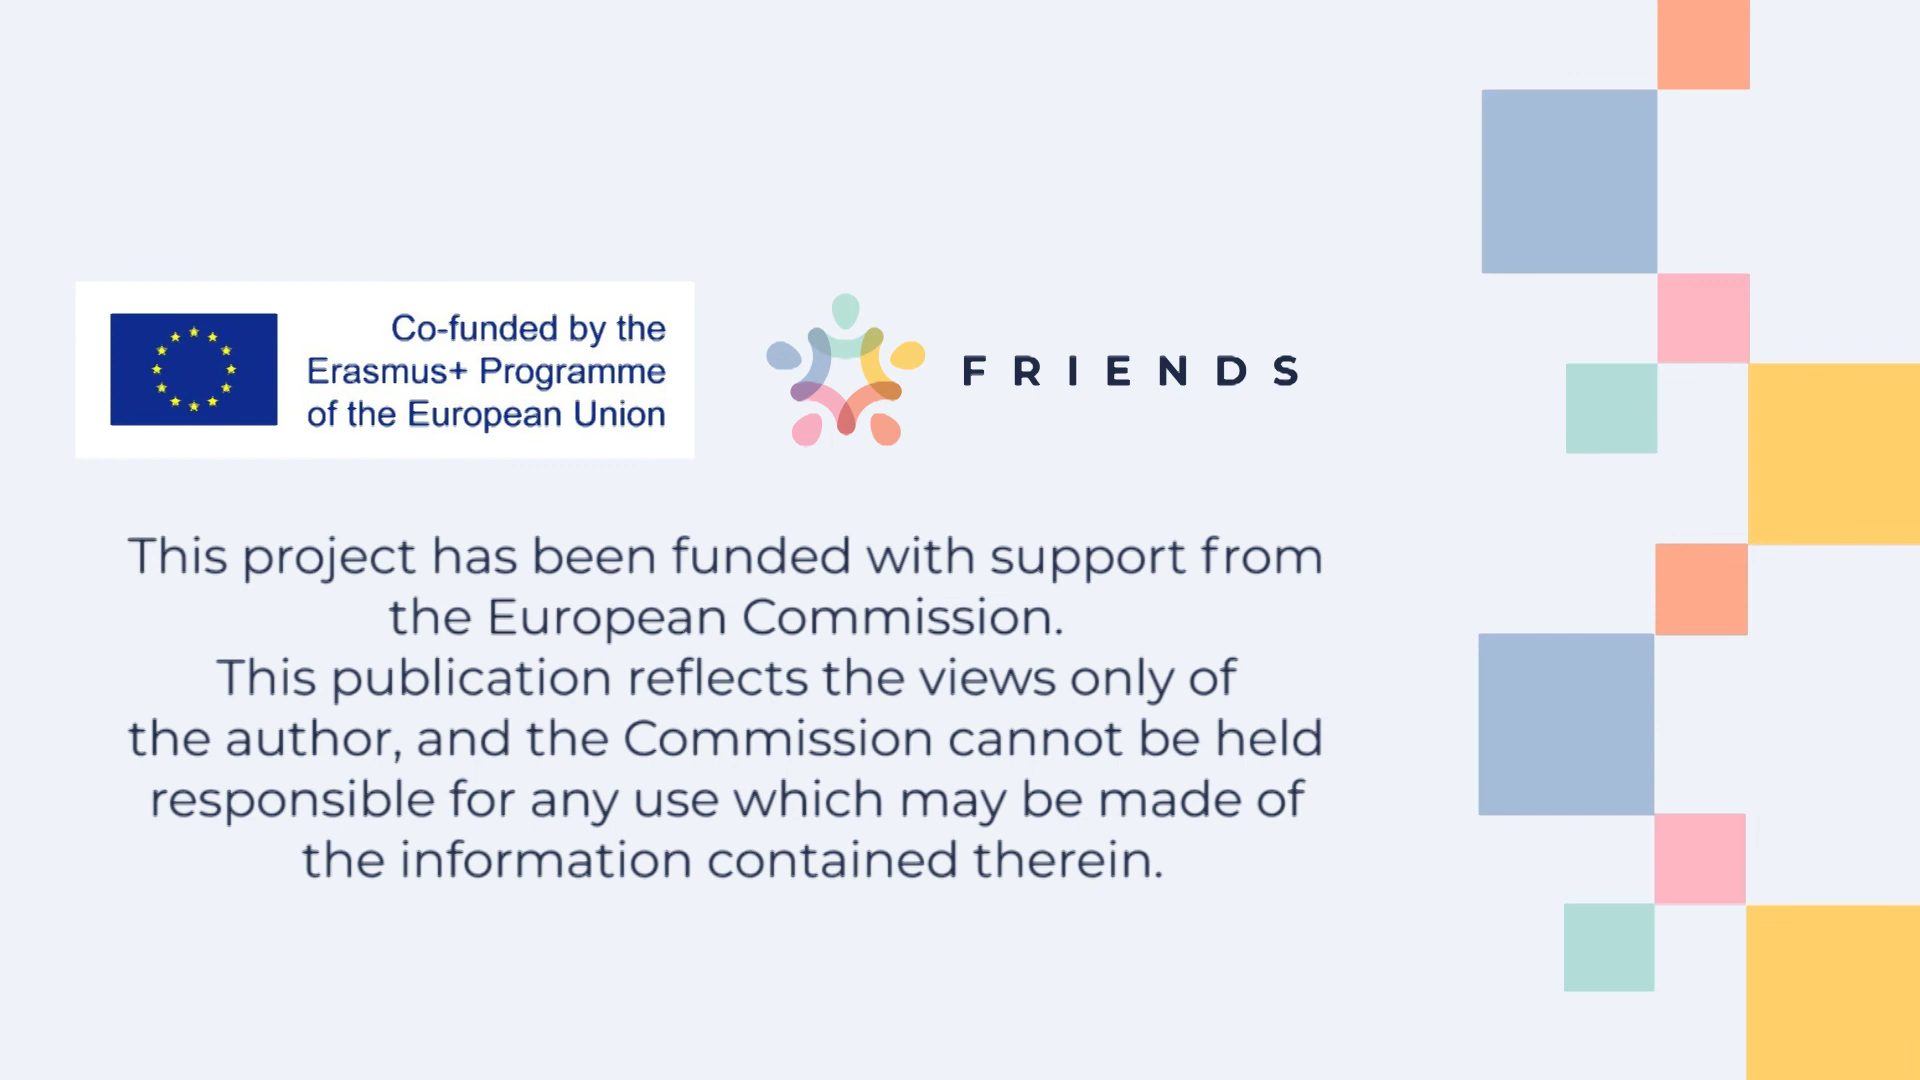 Co-funded by the
Erasmus+ Programme
of the European Union
FRIENDS
This project has been funded with support from
the European Commission.
This publication reflects the views only of
the author, and the Commission cannot be held
responsible for any use which may be made of
the information contained therein.